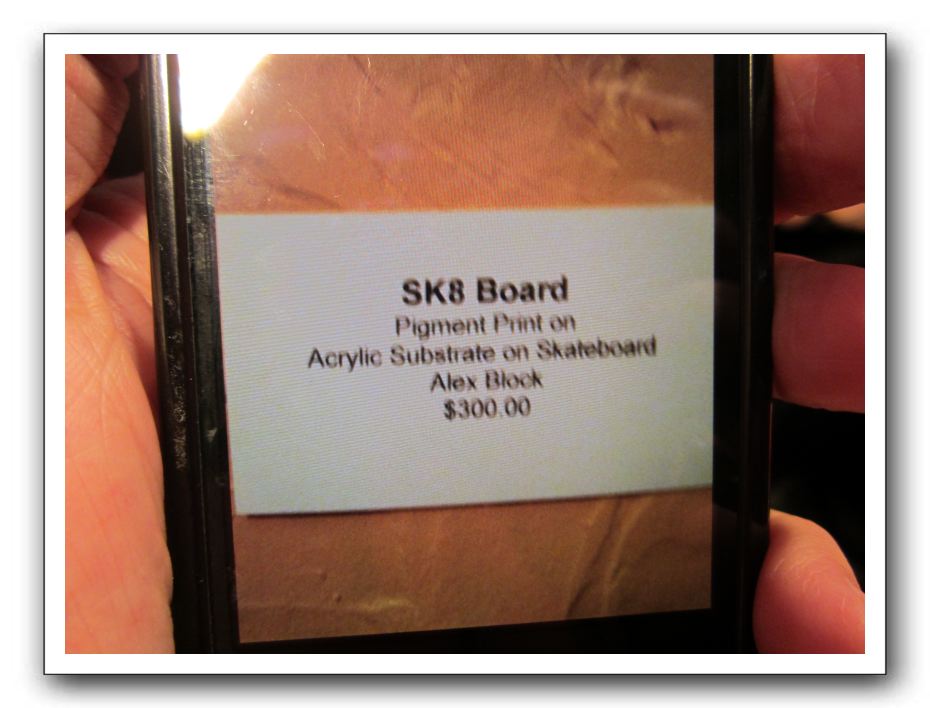 SK8 Board
Pigment Print on
Acrylic Substrate on Skateboard
Alex Block
$300.00